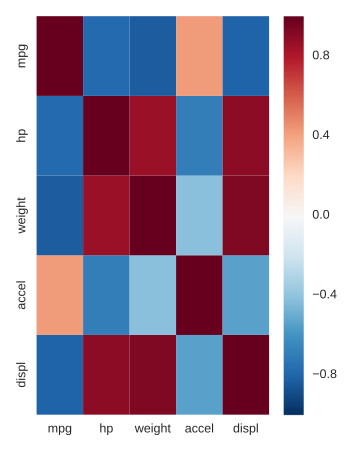 mpg
hp
weight
accel
displ
mpg hp weight accel displ
0.8
0.4
0.0
−0.4
−0.8